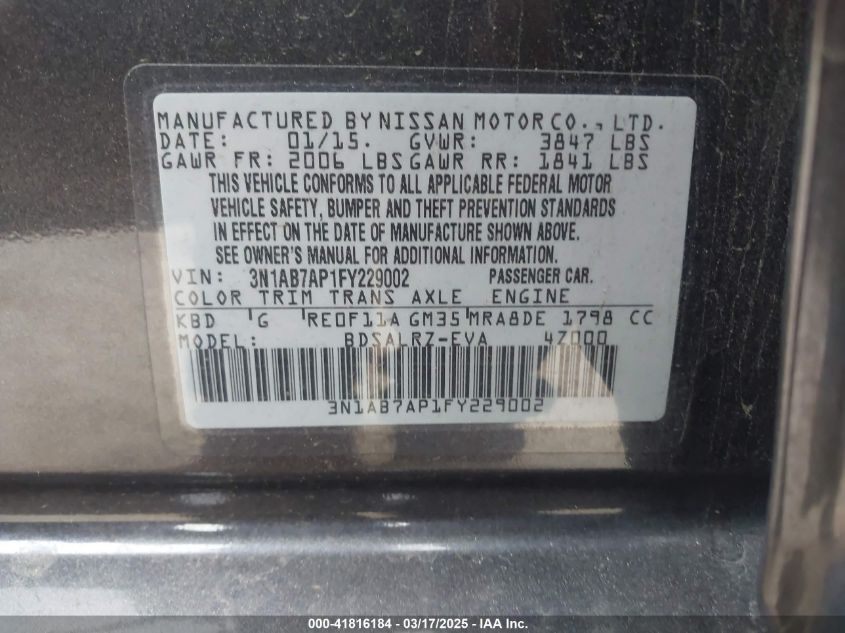 MANUFACTURED BY NISSAN MOTOR CO., LTD.
DATE: 01/15. GVWR: 3847 LBS
GAWR FR: 2006 LBS GAWR RR: 1841 LBS
THIS VEHICLE CONFORMS TO ALL APPLICABLE FEDERAL MOTOR
VEHICLE SAFETY, BUMPER AND THEFT PREVENTION STANDARDS
IN EFFECT ON THE DATE OF MANUFACTURE SHOWN ABOVE.
SEE OWNER'S MANUAL FOR ADDITIONAL INFORMATION.
VIN: 3N1AB7AP1FY229002 PASSENGER CAR.
COLOR TRIM TRANS AXLE ENGINE
KBD G RE0F11A GM35 MRA8DE 1798 CC
MODEL: BDSALRZ-EVA 4Z000
3N1AB7AP1FY229002
000-41816184 - 03/17/2025 - © IAA, Inc.